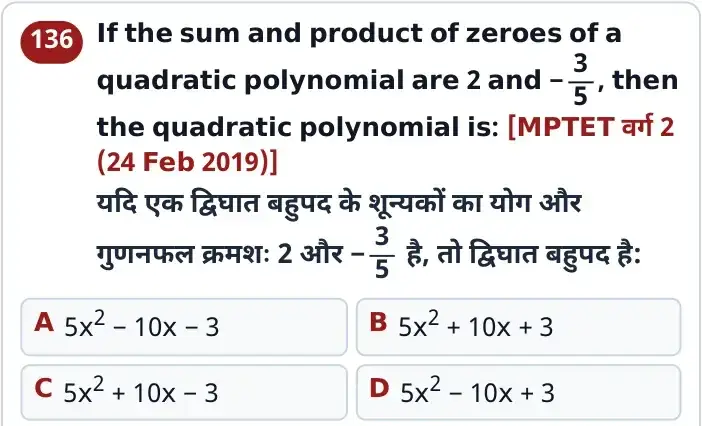 136 If the sum and product of zeroes of a
quadratic polynomial are 2 and −3/5, then
the quadratic polynomial is: [MPTET वर्ग 2
(24 Feb 2019)]
यदि एक द्विघात बहुपद के शून्यकों का योग और
गुणनफल क्रमशः 2 और −3/5 है, तो द्विघात बहुपद है:
A 5x² − 10x − 3
B 5x² + 10x + 3
C 5x² + 10x − 3
D 5x² − 10x + 3